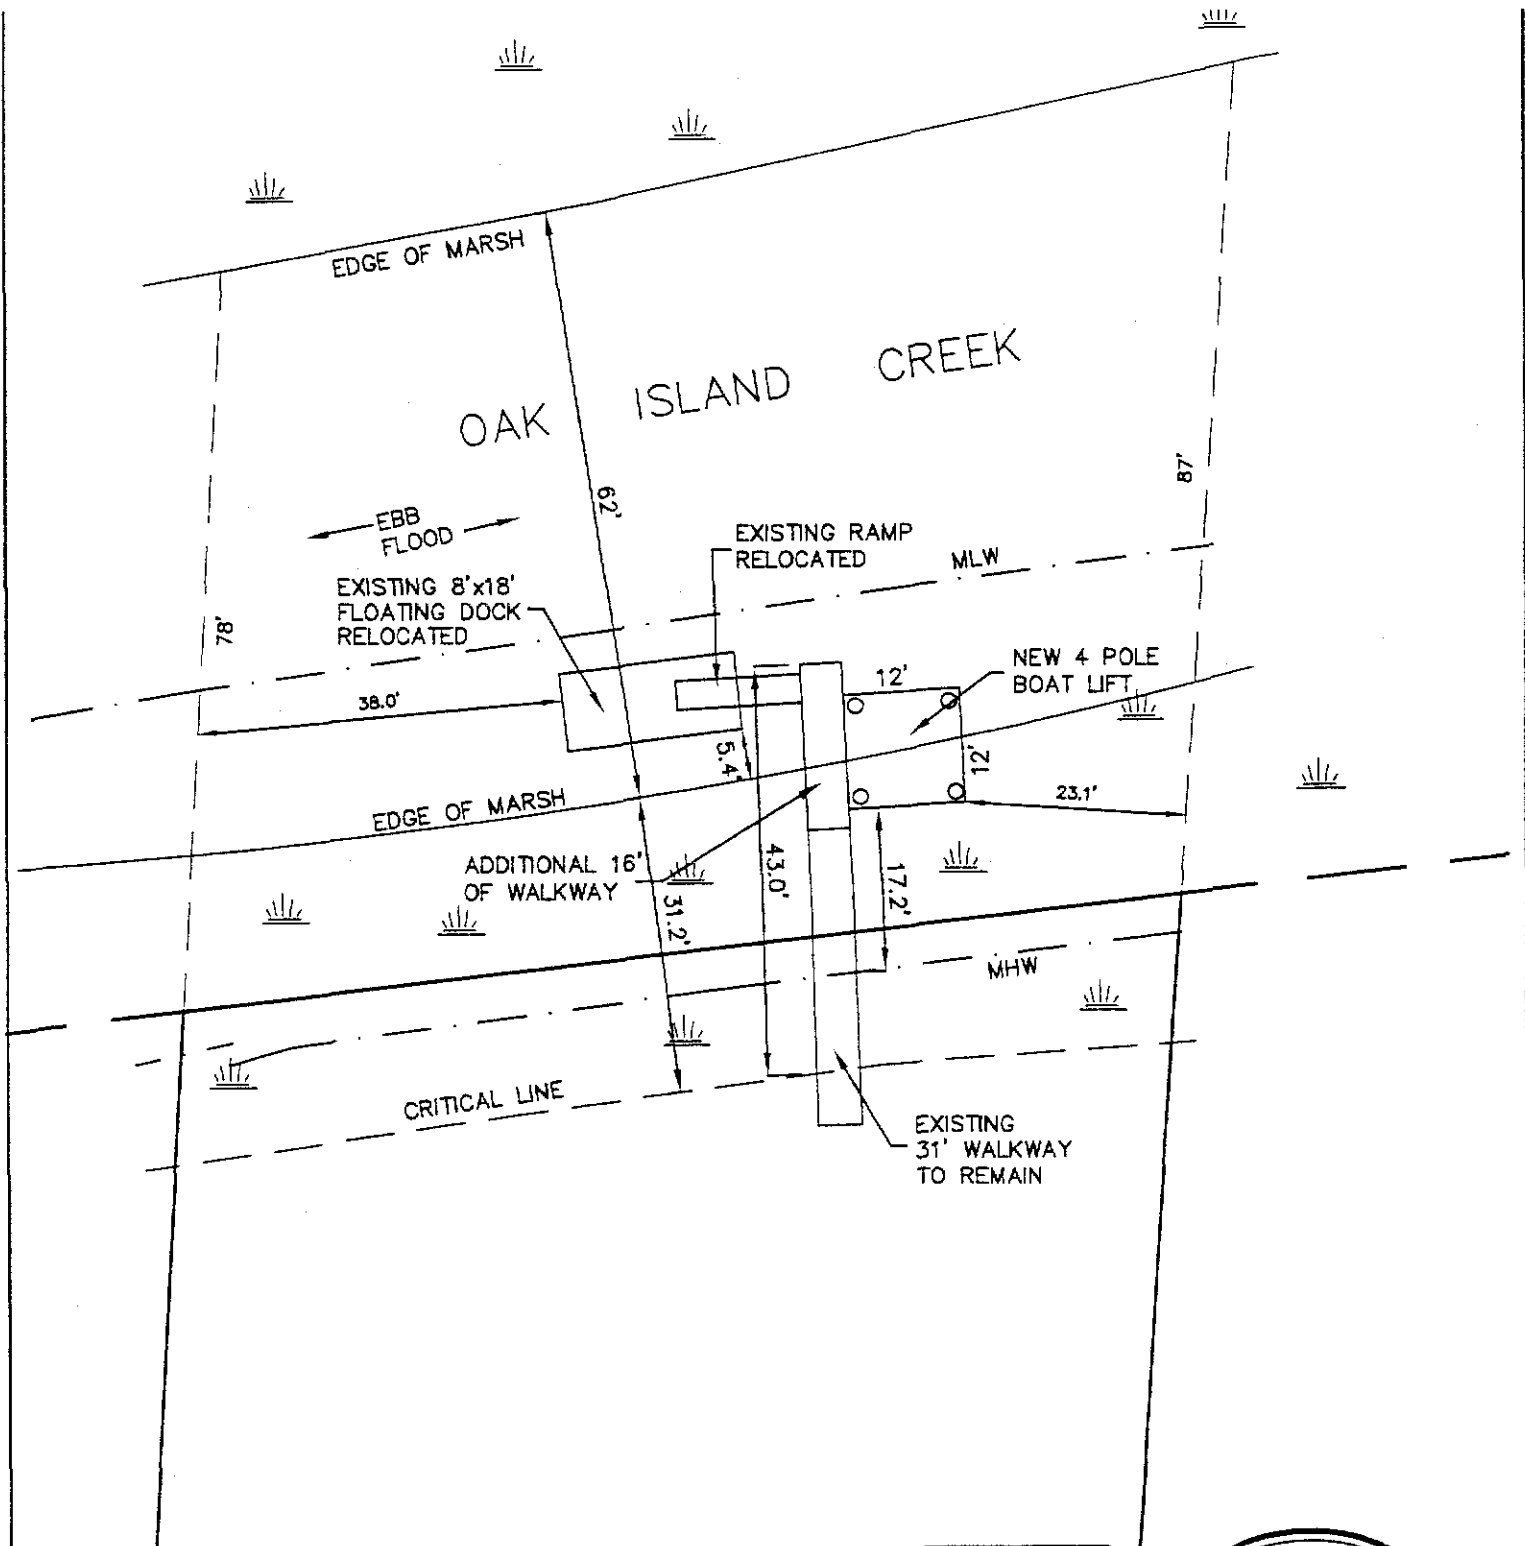 EDGE OF MARSH
OAK ISLAND CREEK
87'
62'
EBB
FLOOD
EXISTING RAMP
RELOCATED
MLW
EXISTING 8'x18'
FLOATING DOCK
RELOCATED
78'
NEW 4 POLE
BOAT LIFT
12'
38.0'
5.4'
12'
23.1'
EDGE OF MARSH
ADDITIONAL 16'
OF WALKWAY
43.0'
17.2'
31.2'
MHW
CRITICAL LINE
EXISTING
31' WALKWAY
TO REMAIN